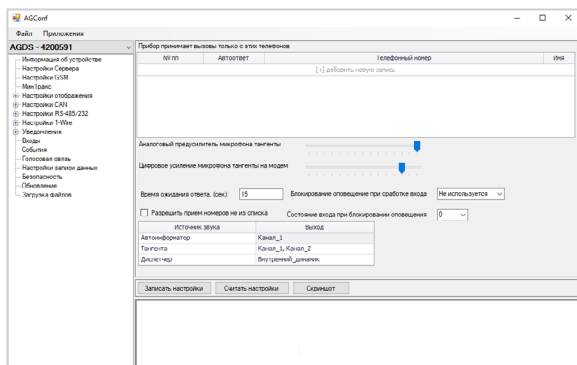 AGConf
Файл Приложения
AGDS - 4200591
Информация об устройстве
Настройки Сервера
Настройки GSM
МинТранс
Настройки отображения
Настройки CAN
Настройки RS-485/232
Настройки 1-Wire
Уведомления
Входы
События
Голосовая связь
Настройки записи данных
Безопасность
Обновления
Загрузка файлов
Прибор принимает вызовы только с этих телефонов
№ пп Автоответ Телефонный номер Имя
[+] добавить новую запись
Аналоговый предусилитель микрофона тангенты
Цифровое усиление микрофона тангенты на модем
Время ожидания ответа. (сек): 15 Блокирование оповещение при сработке входа Не используется
Разрешить прием номеров не из списка Состояние входа при блокировании оповещения 0
Источник звука Выход
Автоинформатор Канал_1
Тангента Канал_1, Канал_2
Диспетчер Внутренний_динамик
Записать настройки Считать настройки Скриншот